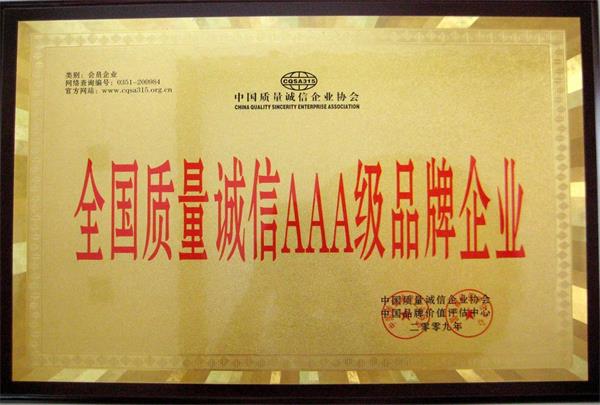 类别：会员企业
网络查询编号：0351-200984
官方网站：www.cqsa315.org.cn
CQSA315
中国质量诚信企业协会
CHINA QUALITY SINCERITY ENTERPRISE ASSOCIATION
全国质量诚信AAA级品牌企业
中国质量诚信企业协会
中国品牌价值评估中心
二零零九年